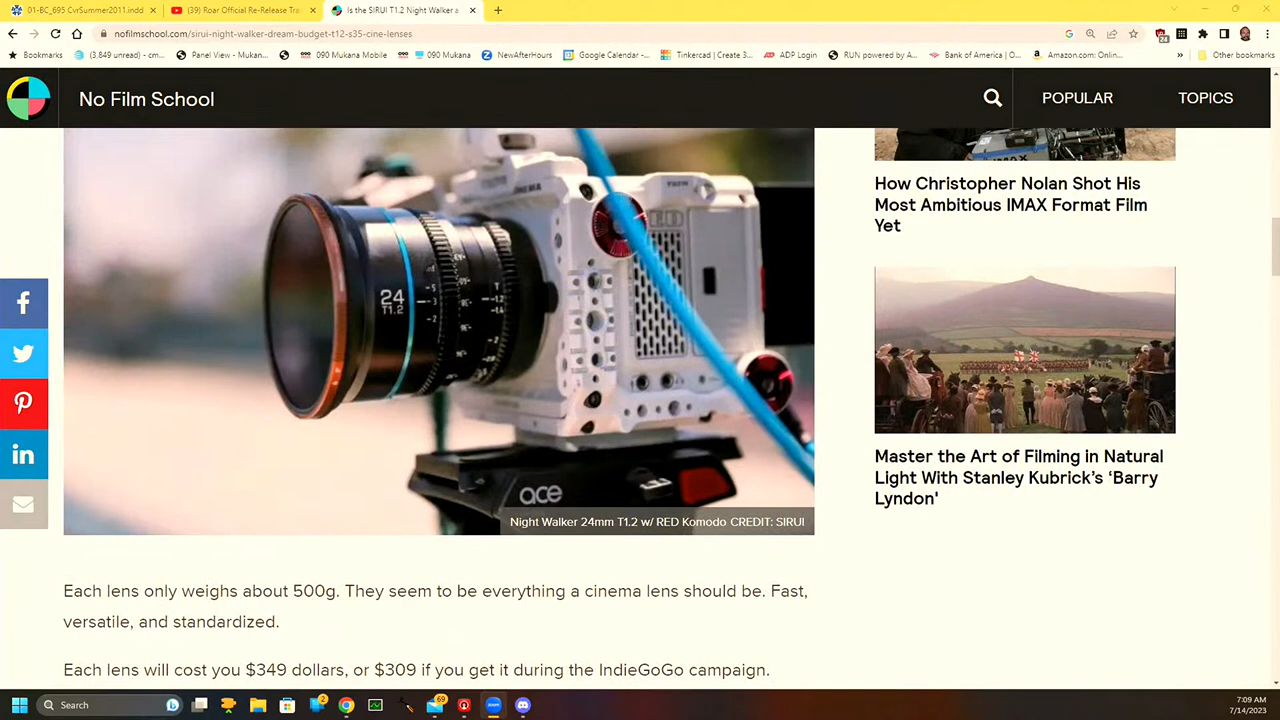 01-BC_695 CvrSummer2011.indd
(39) Roar Official Re-Release Tra
Is the SIRUI T1.2 Night Walker a
nofilmschool.com/sirui-night-walker-dream-budget-t12-s35-cine-lenses
24
Bookmarks
(3,849 unread) - cm...
Panel View - Mukan...
090 Mukana Mobile
090 Mukana
NewAfterHours
Google Calendar -...
Tinkercad | Create 3...
ADP Login
RUN powered by A...
Bank of America | O...
Amazon.com: Onlin...
»
Other bookmarks
No Film School
POPULAR
TOPICS
24
T1.2
ace
Night Walker 24mm T1.2 w/ RED Komodo CREDIT: SIRUI
How Christopher Nolan Shot His
Most Ambitious IMAX Format Film
Yet
Master the Art of Filming in Natural
Light With Stanley Kubrick's 'Barry
Lyndon'
Each lens only weighs about 500g. They seem to be everything a cinema lens should be. Fast,
versatile, and standardized.
Each lens will cost you $349 dollars, or $309 if you get it during the IndieGoGo campaign.
Search
2
69
zoom
7:09 AM
7/14/2023